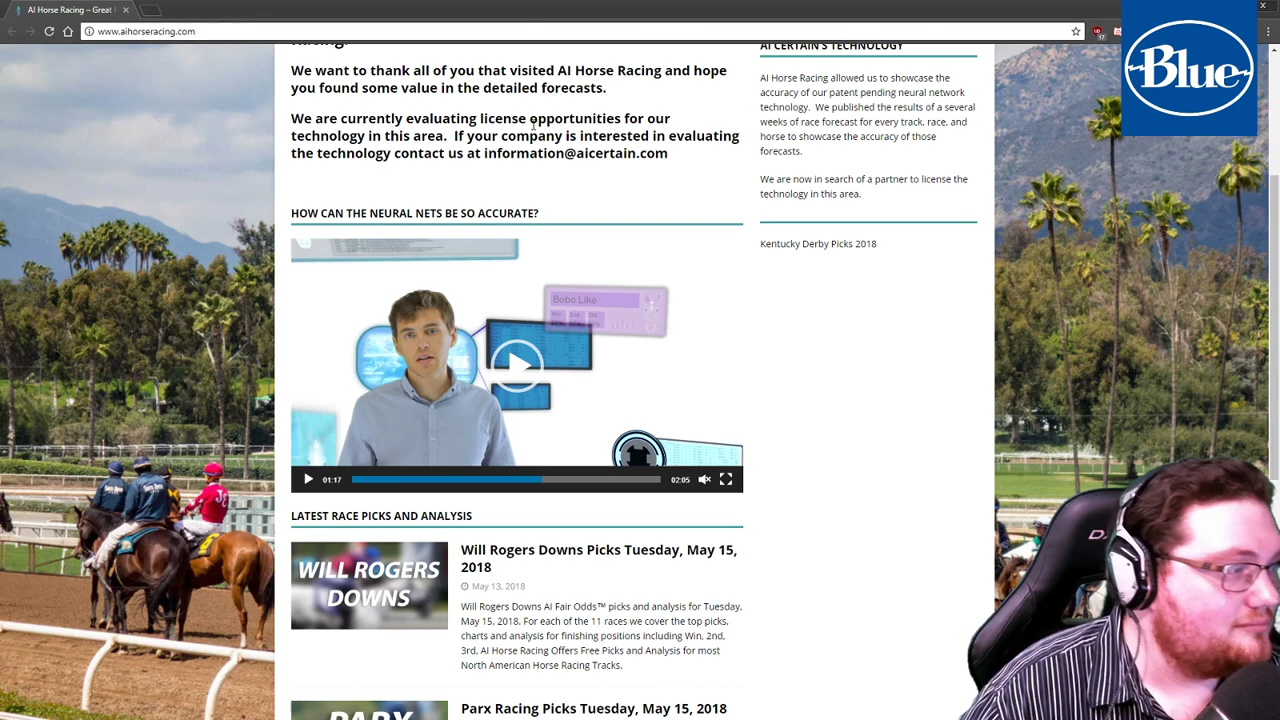 AI Horse Racing – Great
www.aihorseracing.com
We want to thank all of you that visited AI Horse Racing and hope
you found some value in the detailed forecasts.
We are currently evaluating license opportunities for our
technology in this area. If your company is interested in evaluating
the technology contact us at information@aicertain.com
HOW CAN THE NEURAL NETS BE SO ACCURATE?
Bobo Like
01:17
02:05
LATEST RACE PICKS AND ANALYSIS
WILL ROGERS
DOWNS
Will Rogers Downs Picks Tuesday, May 15,
2018
May 13, 2018
Will Rogers Downs AI Fair Odds™ picks and analysis for Tuesday,
May 15, 2018. For each of the 11 races we cover the top picks,
charts and analysis for finishing positions including Win, 2nd,
3rd, AI Horse Racing Offers Free Picks and Analysis for most
North American Horse Racing Tracks.
PARX
Parx Racing Picks Tuesday, May 15, 2018
AI CERTAIN'S TECHNOLOGY
AI Horse Racing allowed us to showcase the
accuracy of our patent pending neural network
technology. We published the results of a several
weeks of race forecast for every track, race, and
horse to showcase the accuracy of those
forecasts.
We are now in search of a partner to license the
technology in this area.
Kentucky Derby Picks 2018
Blue